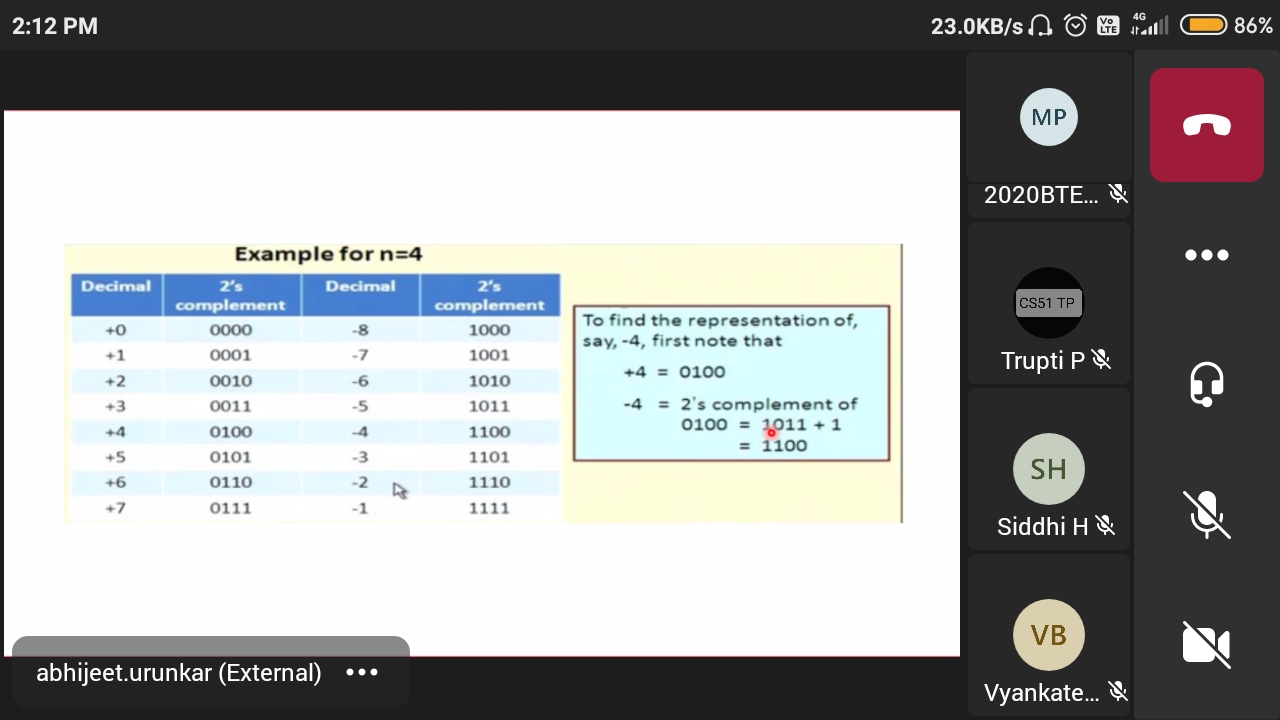 2:12 PM
23.0KB/s
Vo
LTE
4G
86%
Example for n=4
Decimal 2's complement Decimal 2's complement
+0 0000 -8 1000
+1 0001 -7 1001
+2 0010 -6 1010
+3 0011 -5 1011
+4 0100 -4 1100
+5 0101 -3 1101
+6 0110 -2 1110
+7 0111 -1 1111
To find the representation of,
say, -4, first note that
+4 = 0100
-4 = 2's complement of
0100 = 1011 + 1
= 1100
MP
2020BTE...
CS51 TP
Trupti P
SH
Siddhi H
VB
Vyankate...
abhijeet.urunkar (External)